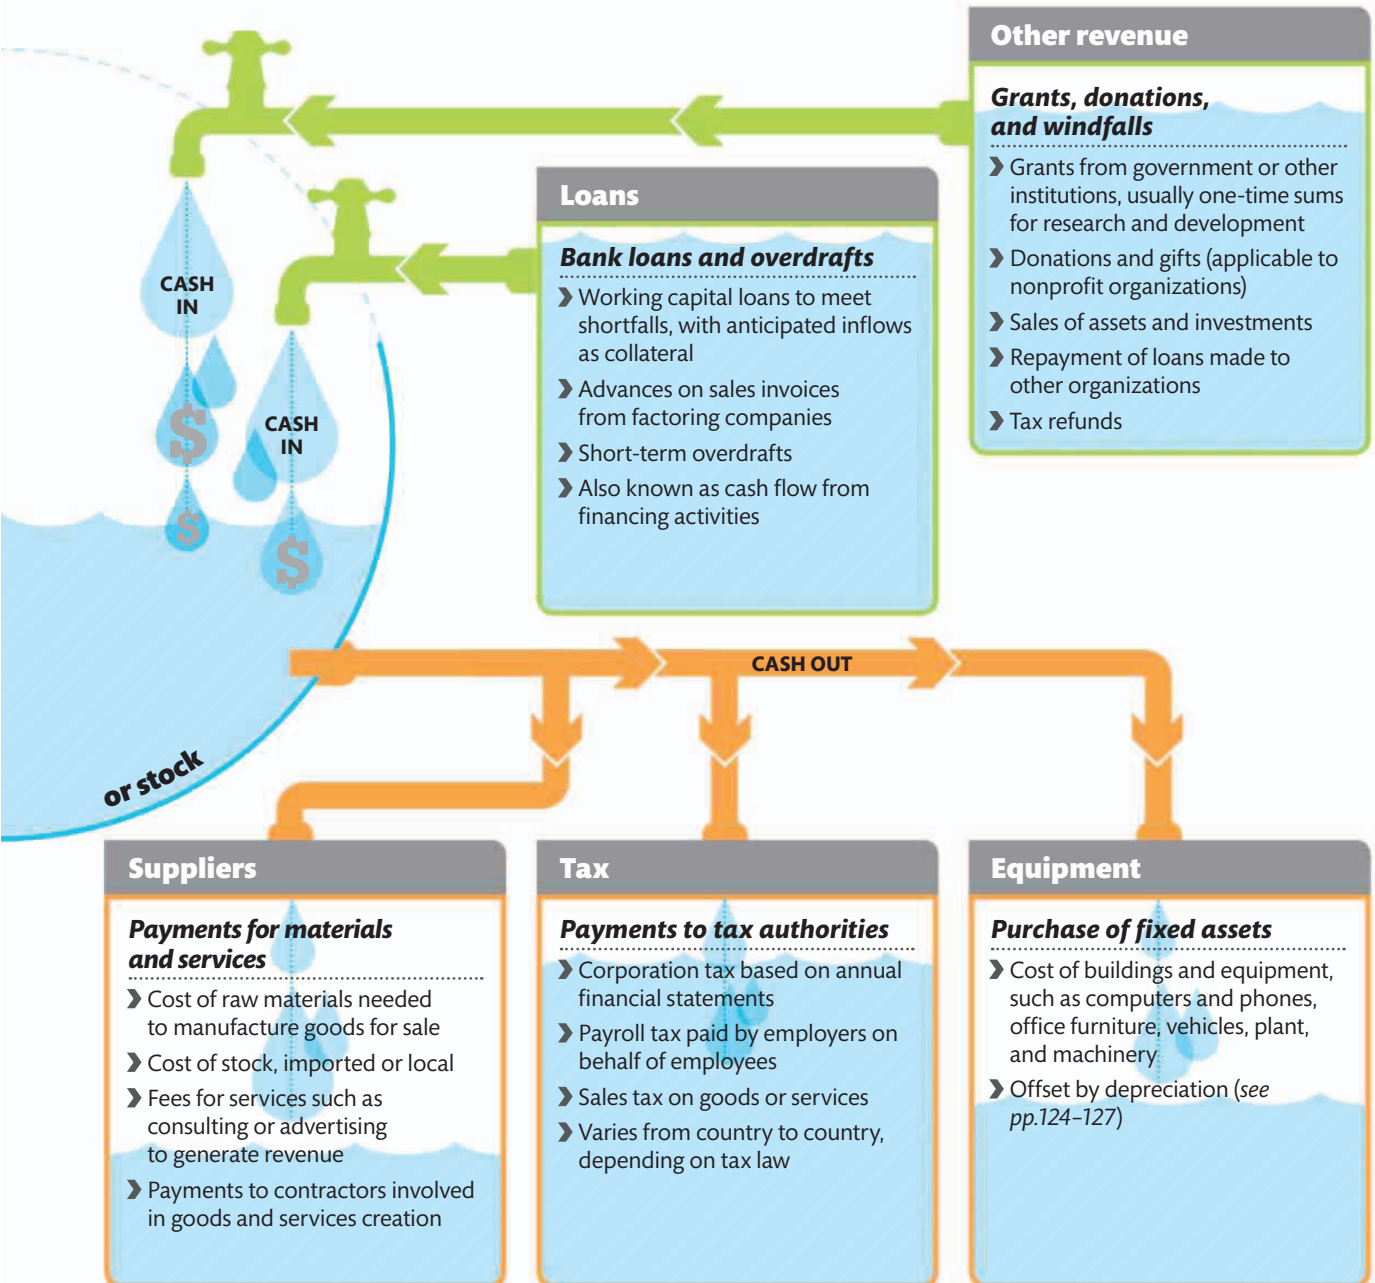 Other revenue
Grants, donations,
and windfalls
❯ Grants from government or other
institutions, usually one-time sums
for research and development
❯ Donations and gifts (applicable to
nonprofit organizations)
❯ Sales of assets and investments
❯ Repayment of loans made to
other organizations
❯ Tax refunds
Loans
Bank loans and overdrafts
❯ Working capital loans to meet
shortfalls, with anticipated inflows
as collateral
❯ Advances on sales invoices
from factoring companies
❯ Short-term overdrafts
❯ Also known as cash flow from
financing activities
CASH
IN
$
$
CASH
IN
$
CASH OUT
or stock
Suppliers
Payments for materials
and services
❯ Cost of raw materials needed
to manufacture goods for sale
❯ Cost of stock, imported or local
❯ Fees for services such as
consulting or advertising
to generate revenue
❯ Payments to contractors involved
in goods and services creation
Tax
Payments to tax authorities
❯ Corporation tax based on annual
financial statements
❯ Payroll tax paid by employers on
behalf of employees
❯ Sales tax on goods or services
❯ Varies from country to country,
depending on tax law
Equipment
Purchase of fixed assets
❯ Cost of buildings and equipment,
such as computers and phones,
office furniture, vehicles, plant,
and machinery
❯ Offset by depreciation (see
pp.124–127)